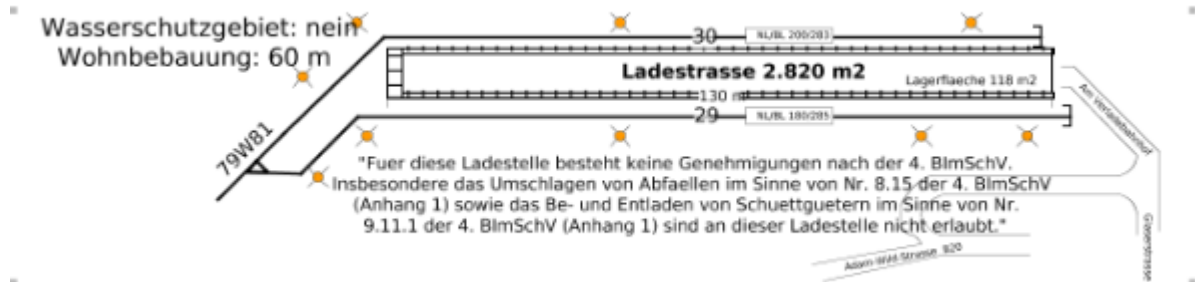 Wasserschutzgebiet: nein
Wohnbebauung: 60 m
30
NL/BL 200/283
Ladestrasse 2.820 m2
Lagerflaeche 118 m2
130 m
29
NL/BL 180/285
79W81
Am Verladebahnhof
"Fuer diese Ladestelle besteht keine Genehmigungen nach der 4. BImSchV.
Insbesondere das Umschlagen von Abfaellen im Sinne von Nr. 8.15 der 4. BImSchV
(Anhang 1) sowie das Be- und Entladen von Schuettguetern im Sinne von Nr.
9.11.1 der 4. BImSchV (Anhang 1) sind an dieser Ladestelle nicht erlaubt."
Adam-Wild-Strasse 820